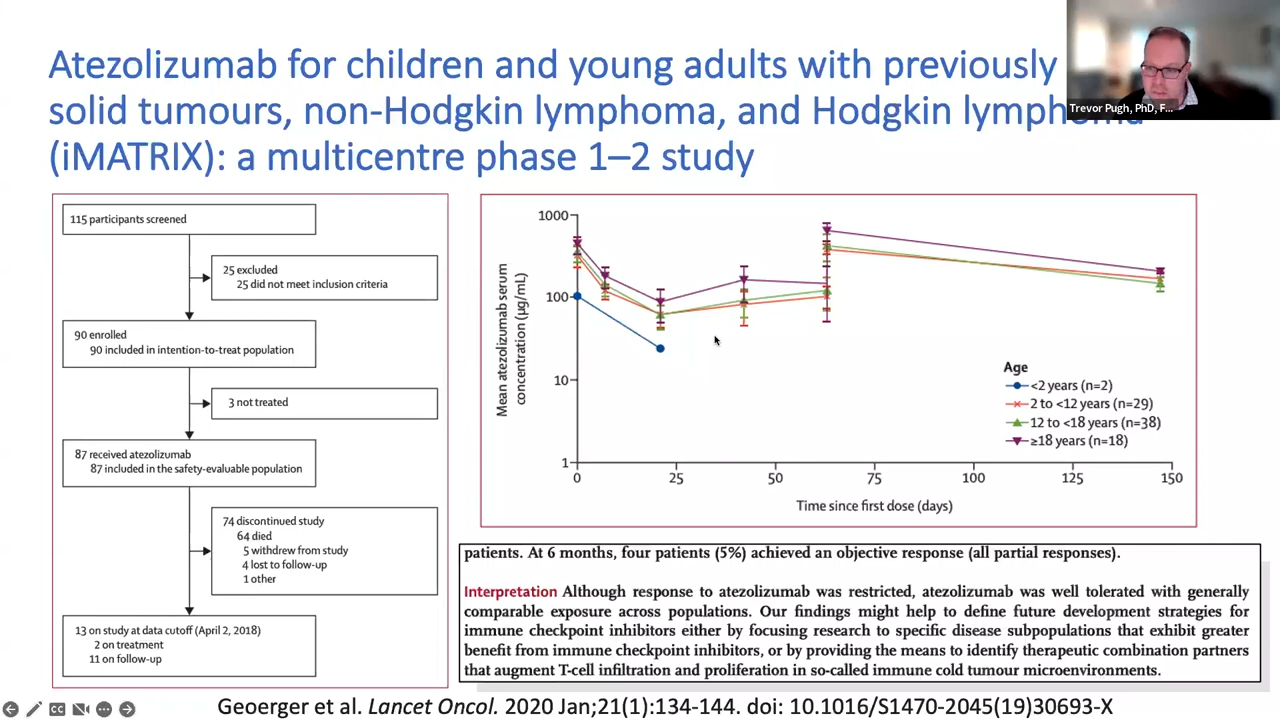 Atezolizumab for children and young adults with previously
solid tumours, non-Hodgkin lymphoma, and Hodgkin lymphoma
(iMATRIX): a multicentre phase 1–2 study
Trevor Pugh, PhD, F...
115 participants screened
25 excluded
25 did not meet inclusion criteria
90 enrolled
90 included in intention-to-treat population
3 not treated
87 received atezolizumab
87 included in the safety-evaluable population
74 discontinued study
64 died
5 withdrew from study
4 lost to follow-up
1 other
13 on study at data cutoff (April 2, 2018)
2 on treatment
11 on follow-up
Mean atezolizumab serum
concentration (μg/mL)
1000
100
10
1
0 25 50 75 100 125 150
Time since first dose (days)
Age
<2 years (n=2)
2 to <12 years (n=29)
12 to <18 years (n=38)
≥18 years (n=18)
patients. At 6 months, four patients (5%) achieved an objective response (all partial responses).
Interpretation Although response to atezolizumab was restricted, atezolizumab was well tolerated with generally
comparable exposure across populations. Our findings might help to define future development strategies for
immune checkpoint inhibitors either by focusing research to specific disease subpopulations that exhibit greater
benefit from immune checkpoint inhibitors, or by providing the means to identify therapeutic combination partners
that augment T-cell infiltration and proliferation in so-called immune cold tumour microenvironments.
Geoerger et al. Lancet Oncol. 2020 Jan;21(1):134-144. doi: 10.1016/S1470-2045(19)30693-X